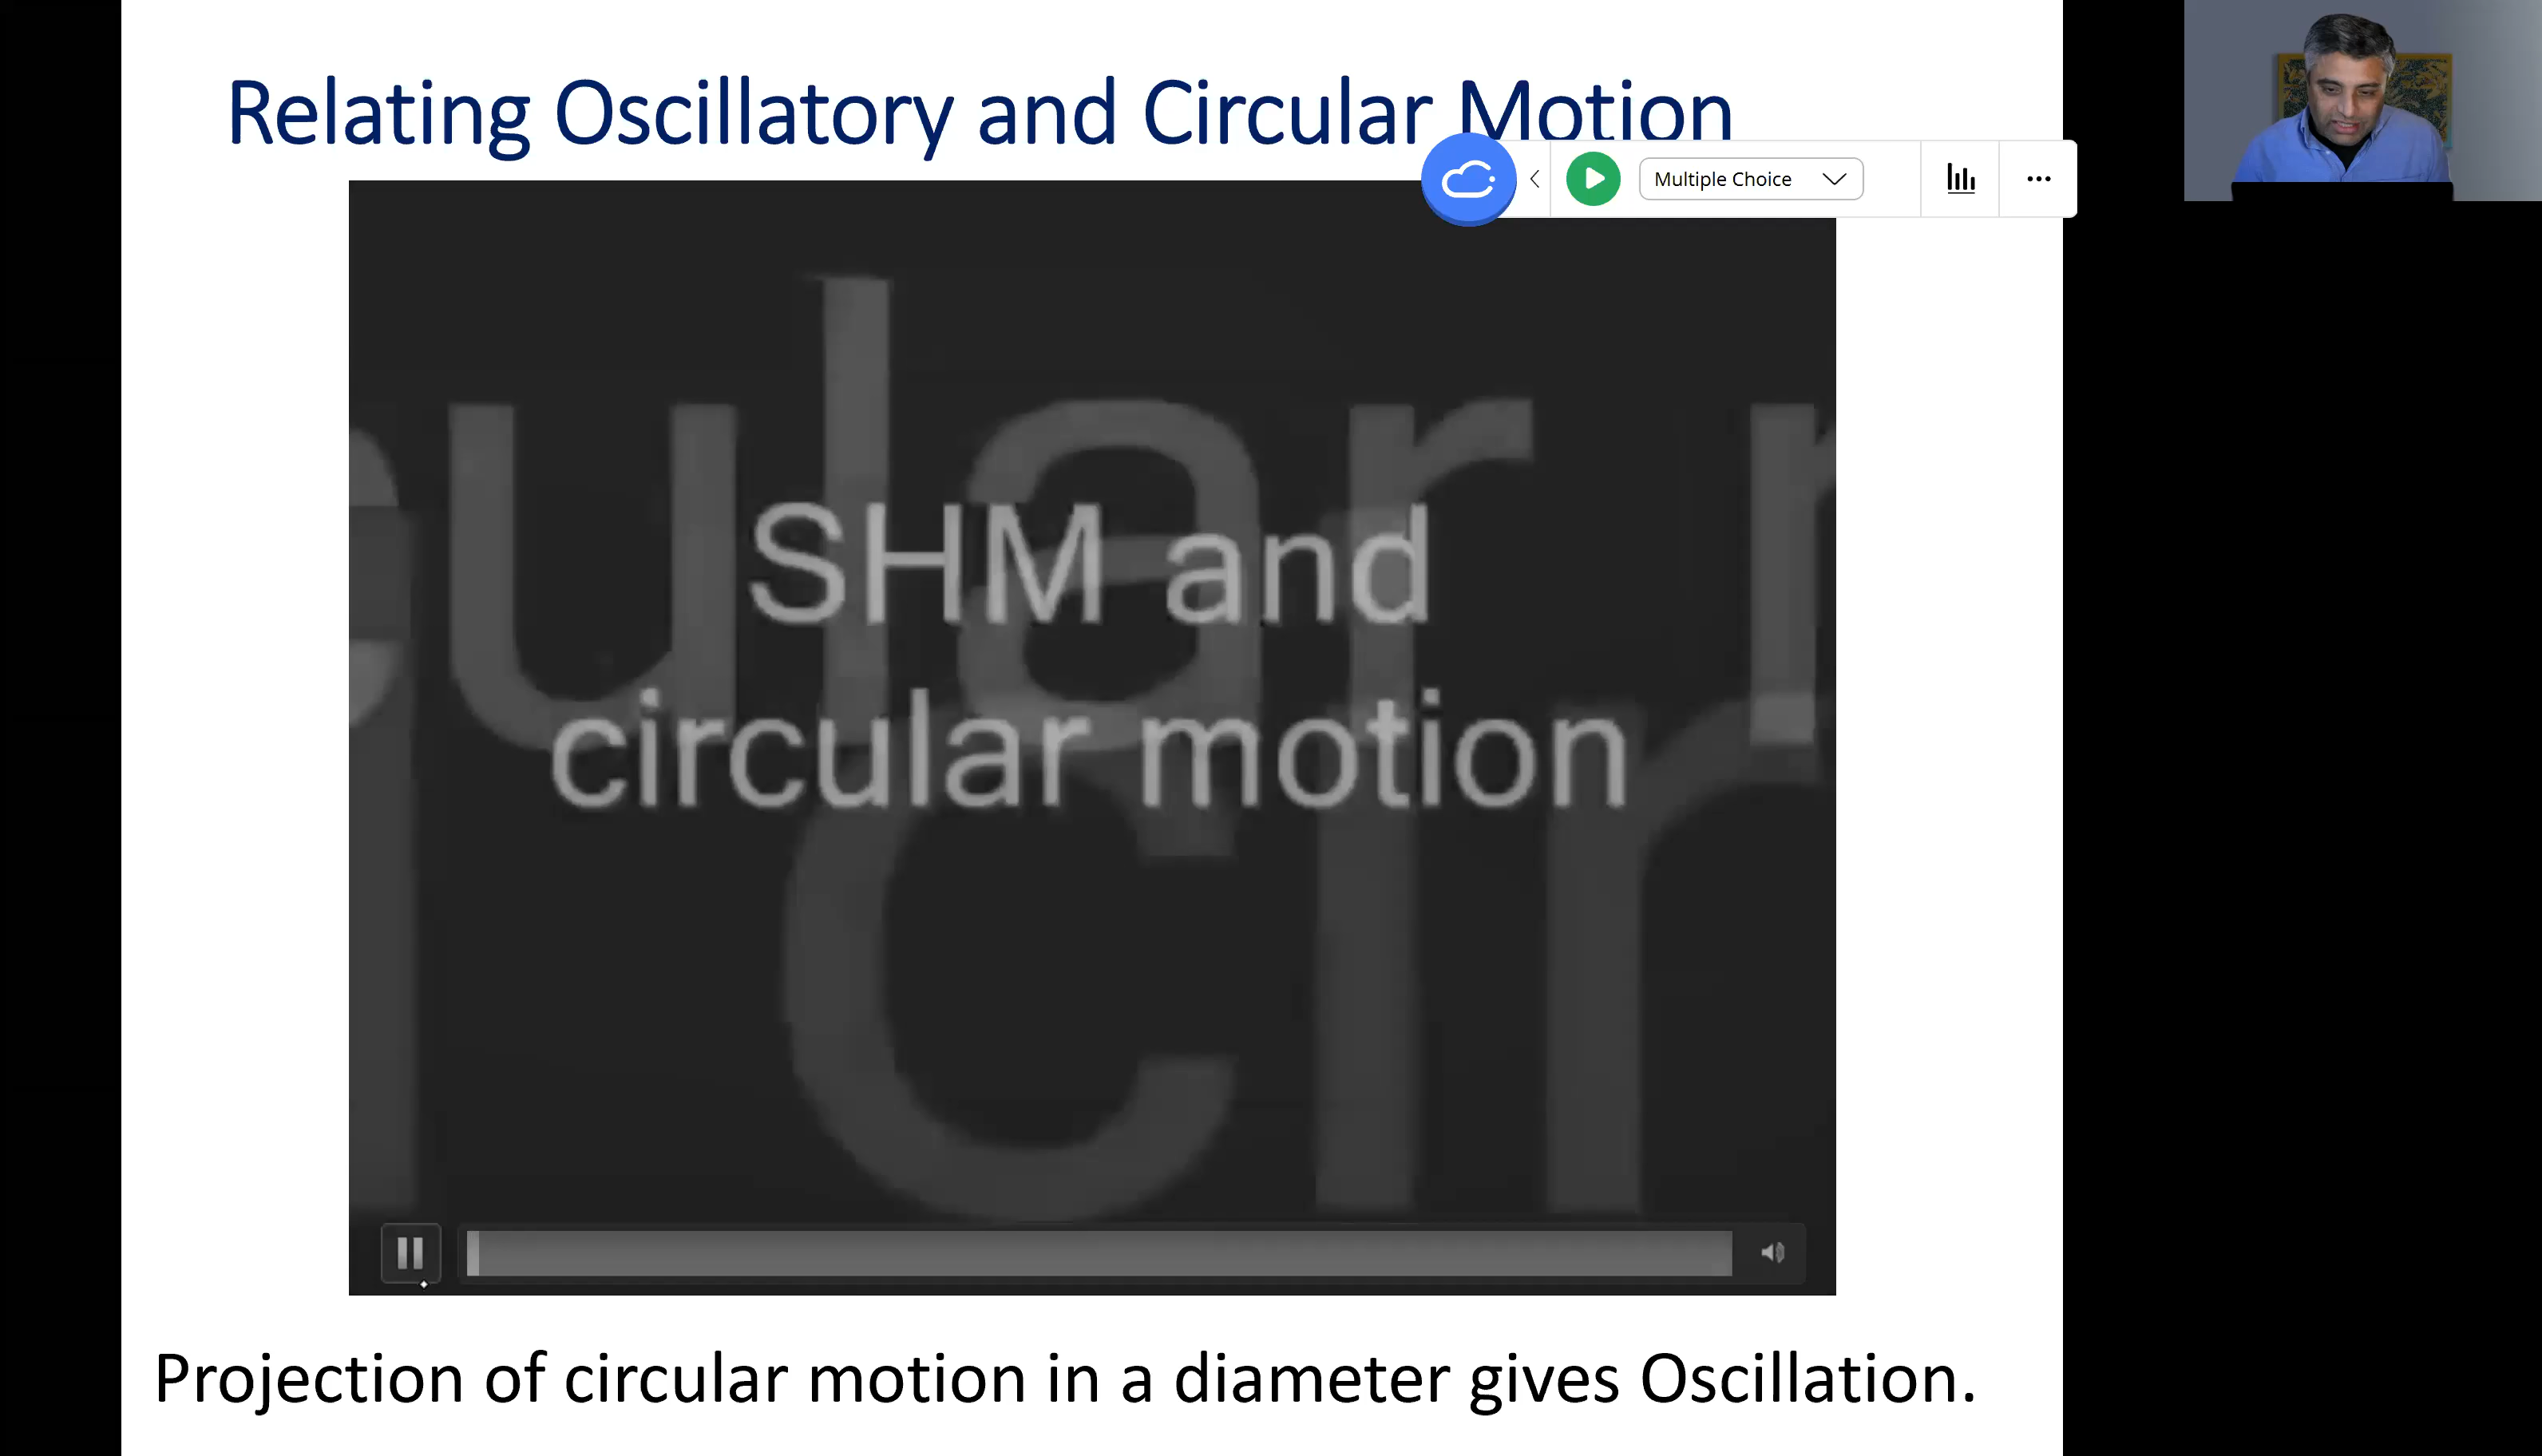 Relating Oscillatory and Circular Motion
Multiple Choice
SHM and
circular motion
Projection of circular motion in a diameter gives Oscillation.